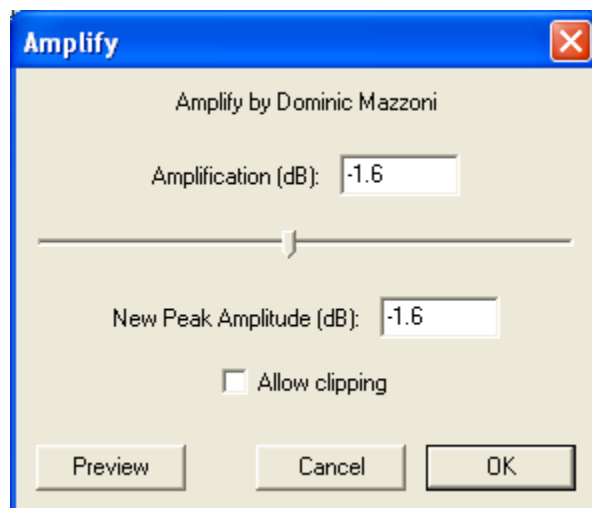 Amplify
Amplify by Dominic Mazzoni
Amplification (dB): -1.6
New Peak Amplitude (dB): -1.6
Allow clipping
Preview Cancel OK